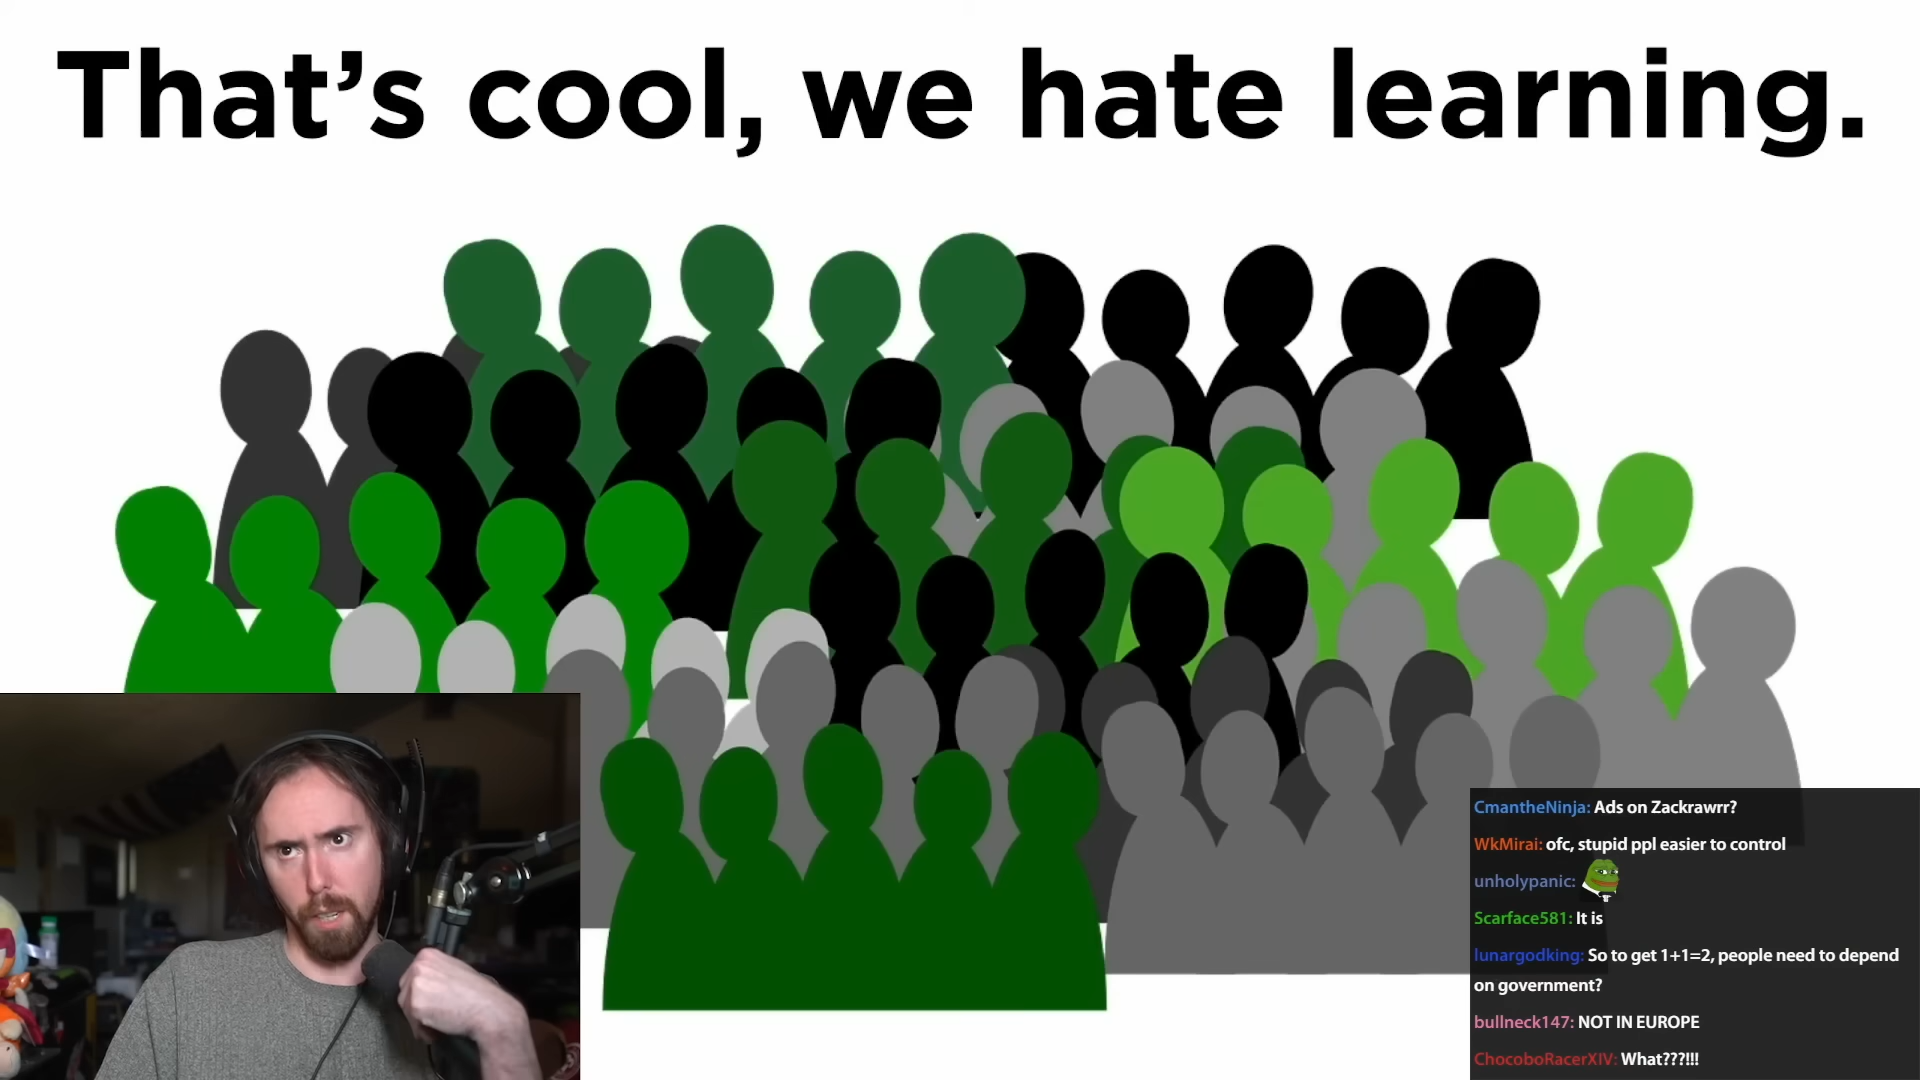 That’s cool, we hate learning.
CmantheNinja: Ads on Zackrawrr?
WkMirai: ofc, stupid ppl easier to control
unholypanic:
Scarface581: It is
lunargodking: So to get 1+1=2, people need to depend
on government?
bullneck147: NOT IN EUROPE
ChocoboRacerXIV: What???!!!